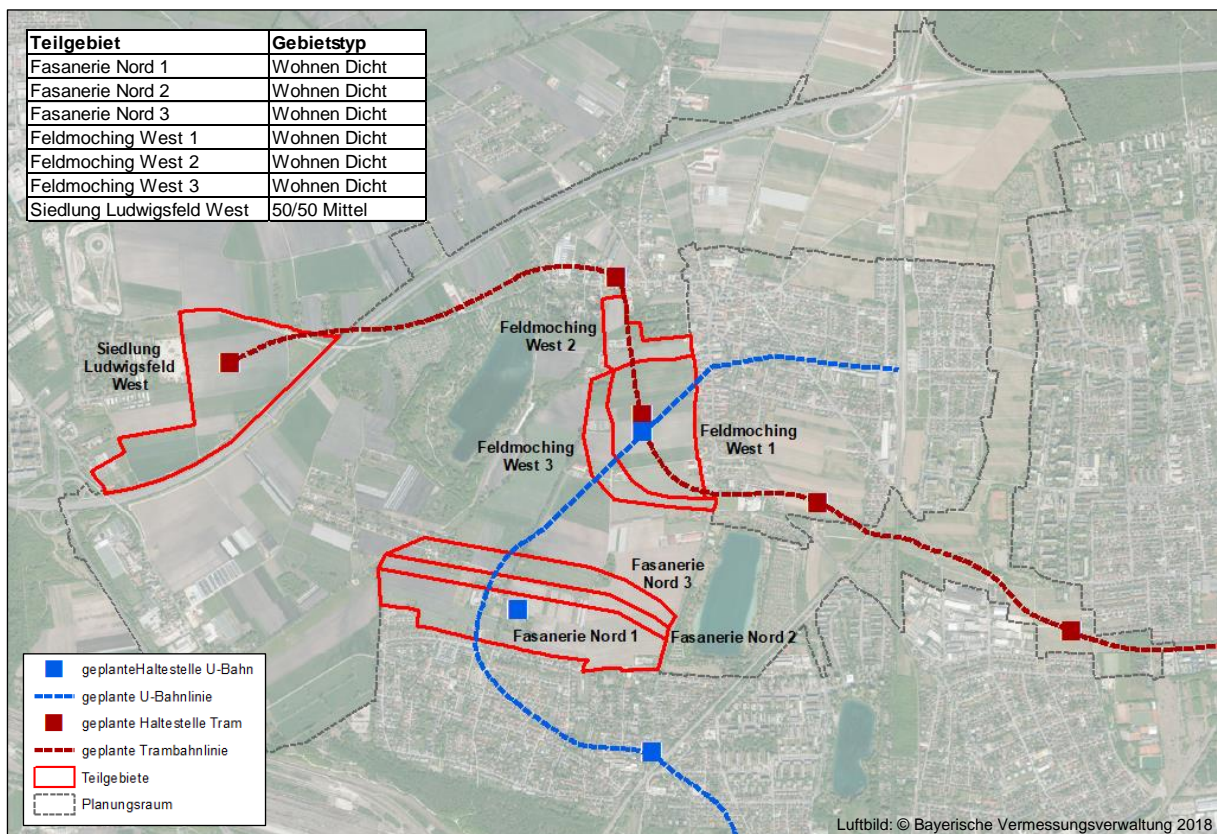 Teilgebiet Gebietstyp
Fasanerie Nord 1 Wohnen Dicht
Fasanerie Nord 2 Wohnen Dicht
Fasanerie Nord 3 Wohnen Dicht
Feldmoching West 1 Wohnen Dicht
Feldmoching West 2 Wohnen Dicht
Feldmoching West 3 Wohnen Dicht
Siedlung Ludwigsfeld West 50/50 Mittel
Feldmoching
West 2
Siedlung
Ludwigsfeld
West
Feldmoching
West 3
Feldmoching
West 1
Fasanerie
Nord 3
Fasanerie Nord 1
Fasanerie Nord 2
geplanteHaltestelle U-Bahn
geplante U-Bahnlinie
geplante Haltestelle Tram
geplante Trambahnlinie
Teilgebiete
Planungsraum
Luftbild: © Bayerische Vermessungsverwaltung 2018